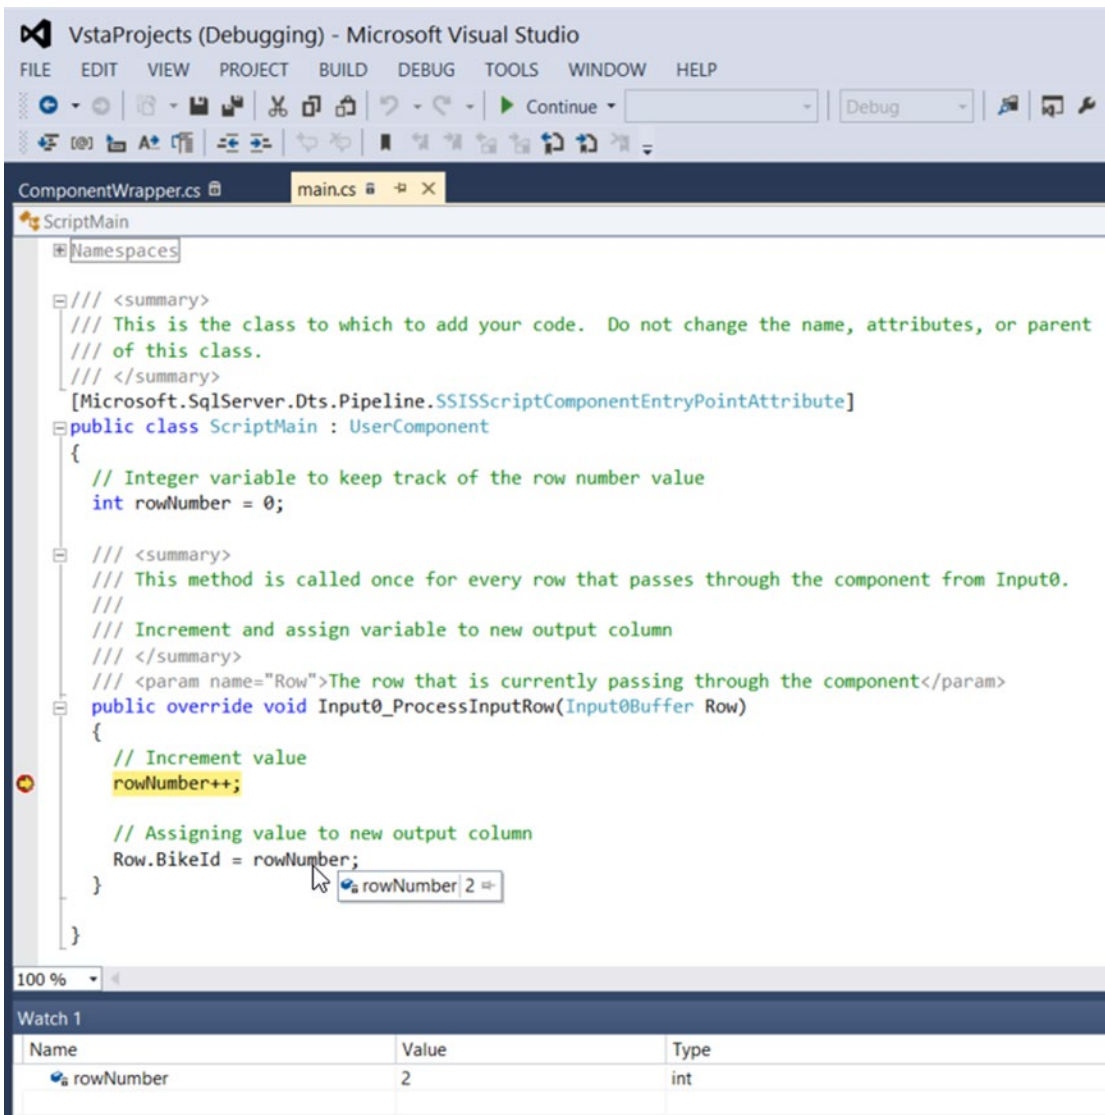 VstaProjects (Debugging) - Microsoft Visual Studio
FILE EDIT VIEW PROJECT BUILD DEBUG TOOLS WINDOW HELP
Continue Debug
ComponentWrapper.cs main.cs
ScriptMain
Namespaces
/// <summary>
/// This is the class to which to add your code.  Do not change the name, attributes, or parent
/// of this class.
/// </summary>
[Microsoft.SqlServer.Dts.Pipeline.SSISScriptComponentEntryPointAttribute]
public class ScriptMain : UserComponent
{
// Integer variable to keep track of the row number value
int rowNumber = 0;
/// <summary>
/// This method is called once for every row that passes through the component from Input0.
///
/// Increment and assign variable to new output column
/// </summary>
/// <param name="Row">The row that is currently passing through the component</param>
public override void Input0_ProcessInputRow(Input0Buffer Row)
{
// Increment value
rowNumber++;
// Assigning value to new output column
Row.BikeId = rowNumber;
}
rowNumber 2
}
100 %
Watch 1
Name Value Type
rowNumber 2 int